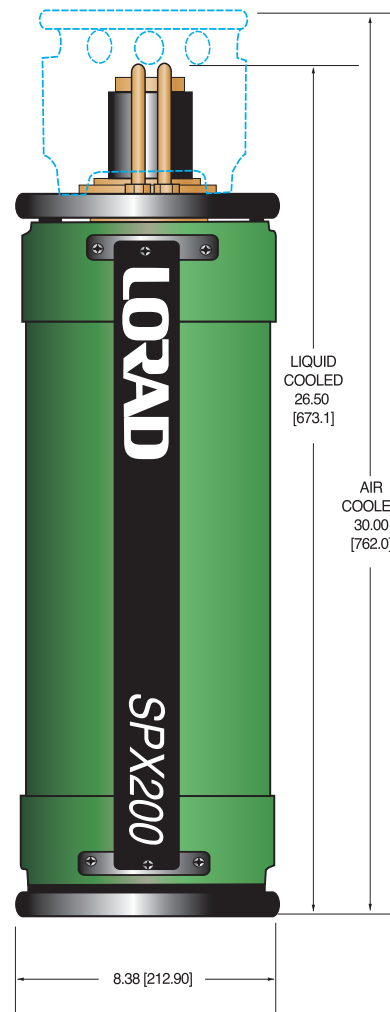 LORAD
SPX200
LIQUID
COOLED
26.50
[673.1]
AIR
COOLE
30.00
[762.0]
8.38 [212.90]